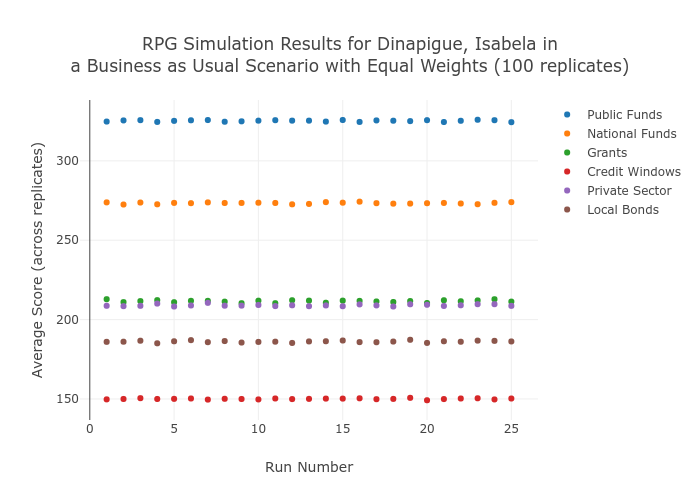 RPG Simulation Results for Dinapigue, Isabela in
a Business as Usual Scenario with Equal Weights (100 replicates)
Average Score (across replicates)
300
250
200
150
0
5
10
15
20
25
Run Number
Public Funds
National Funds
Grants
Credit Windows
Private Sector
Local Bonds